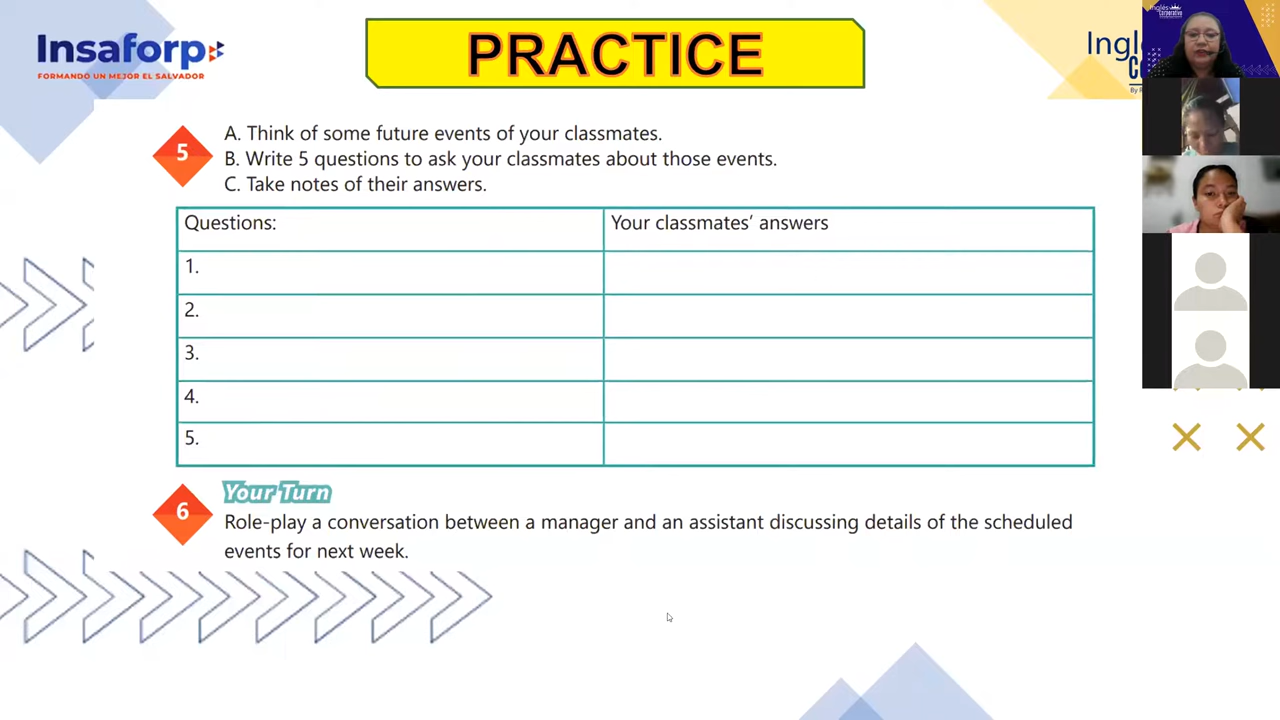 Insaforp
FORMANDO UN MEJOR EL SALVADOR
PRACTICE
Inglés
Corporativo
5
A. Think of some future events of your classmates.
B. Write 5 questions to ask your classmates about those events.
C. Take notes of their answers.
Questions:
Your classmates’ answers
1.
2.
3.
4.
5.
6
Your Turn
Role-play a conversation between a manager and an assistant discussing details of the scheduled
events for next week.